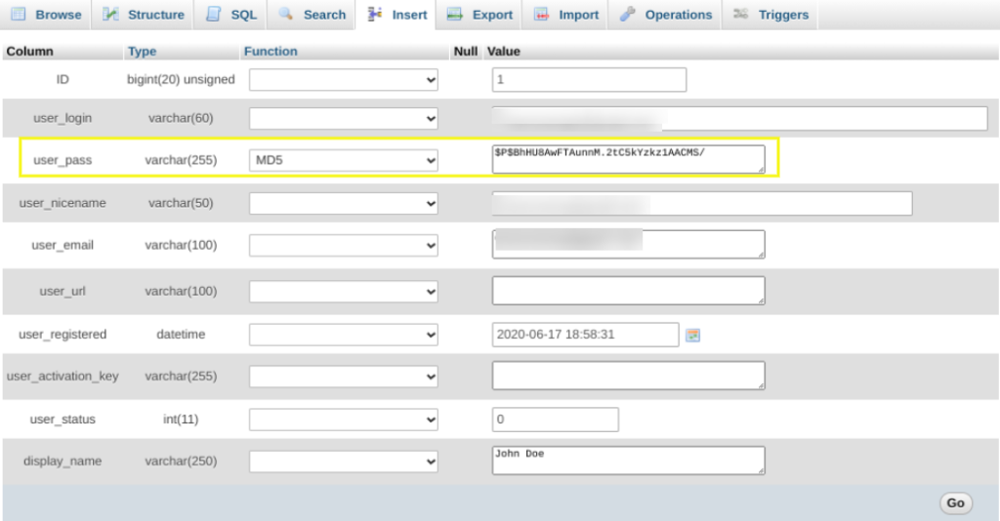 Browse Structure SQL Search Insert Export Import Operations Triggers
Column Type Function Null Value
ID bigint(20) unsigned 1
user_login varchar(60)
user_pass varchar(255) MD5 $P$BhHU8AwFTAunnM.2tC5kYzkz1AACMS/
user_nicename varchar(50)
user_email varchar(100)
user_url varchar(100)
user_registered datetime 2020-06-17 18:58:31
user_activation_key varchar(255)
user_status int(11) 0
display_name varchar(250) John Doe
Go